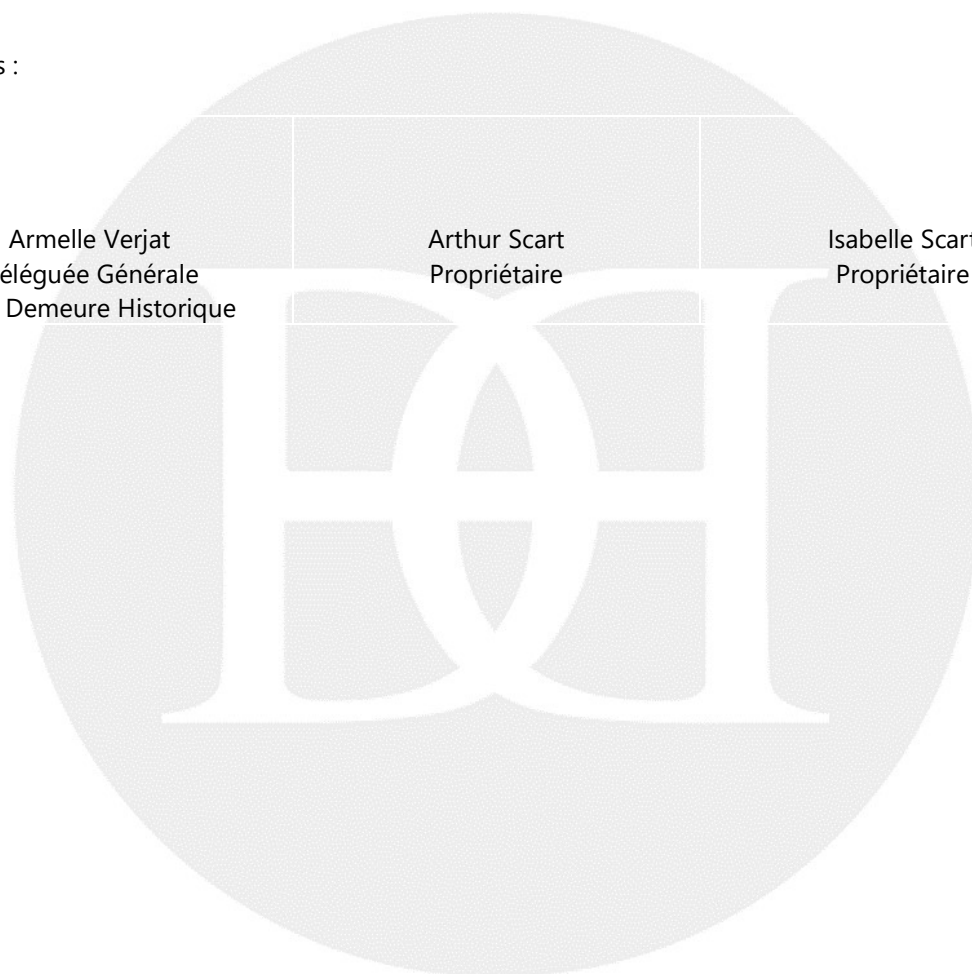 s :
Armelle Verjat
éléguée Générale
Demeure Historique
Arthur Scart
Propriétaire
Isabelle Scart
Propriétaire